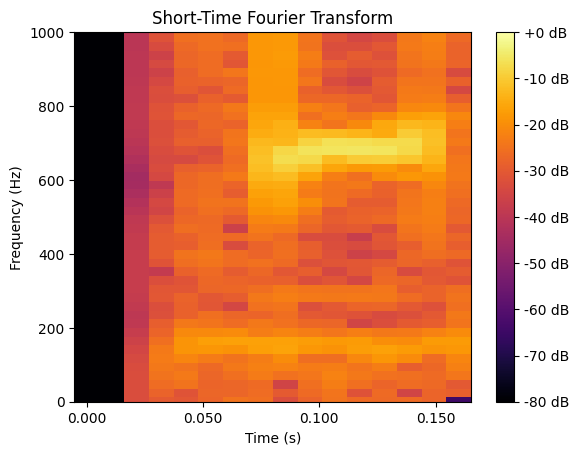 Short-Time Fourier Transform
Frequency (Hz)
1000
800
600
400
200
0
0.000
0.050
0.100
0.150
Time (s)
+0 dB
-10 dB
-20 dB
-30 dB
-40 dB
-50 dB
-60 dB
-70 dB
-80 dB